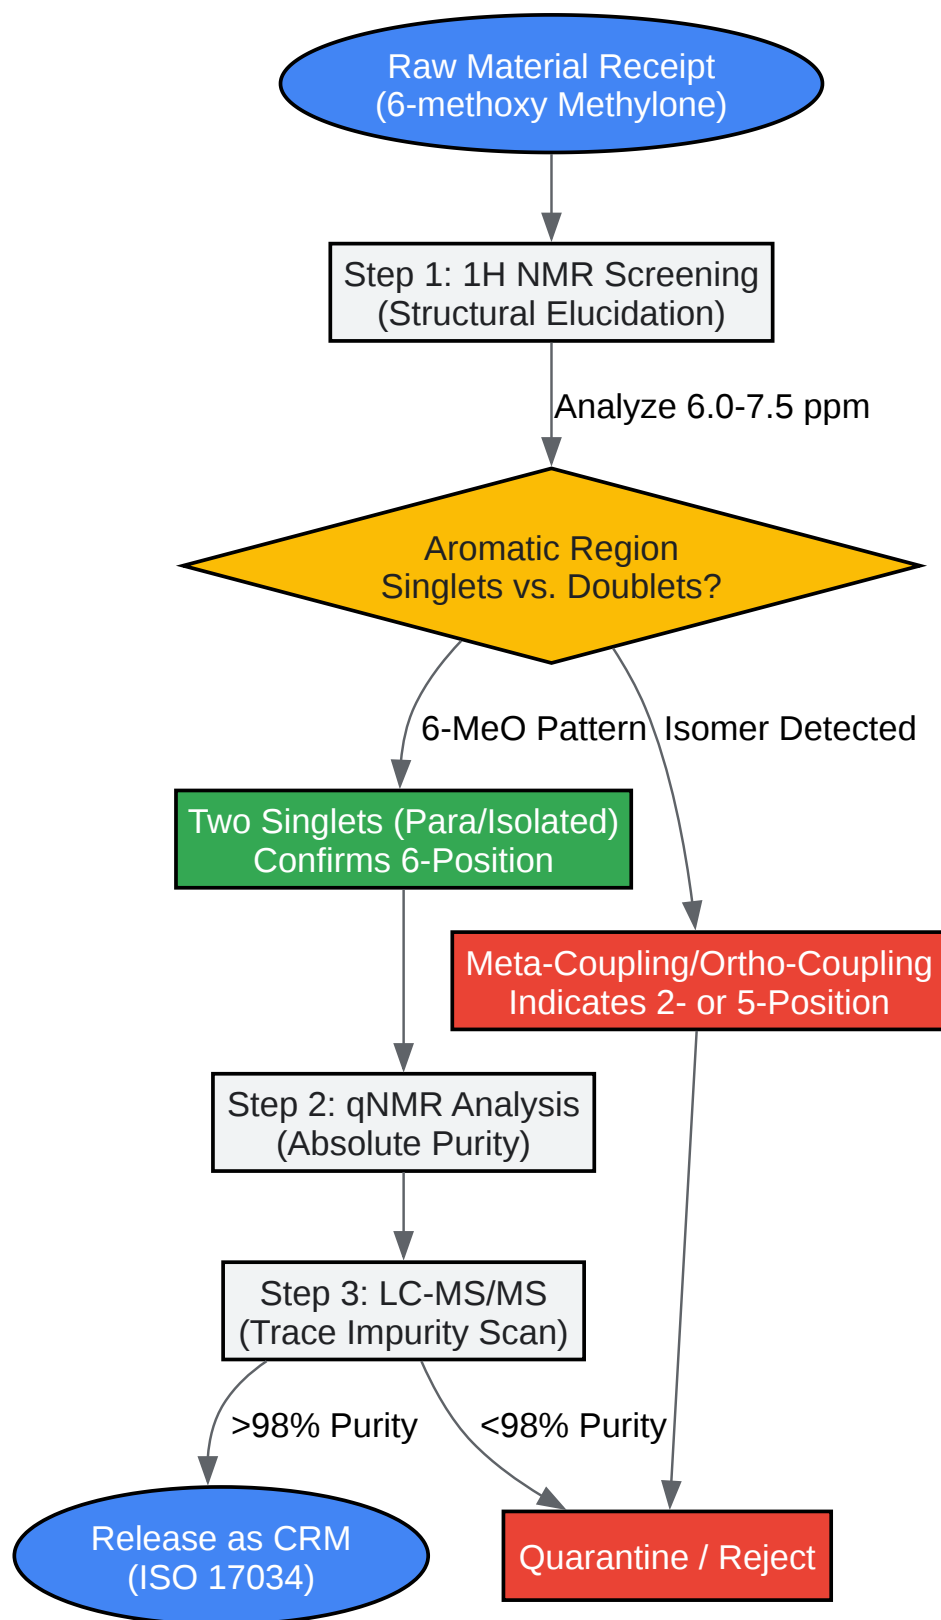 Raw Material Receipt
(6-methoxy Methylone)
Step 1: 1H NMR Screening
(Structural Elucidation)
Analyze 6.0-7.5 ppm
Aromatic Region
Singlets vs. Doublets?
6-MeO Pattern
Isomer Detected
Two Singlets (Para/Isolated)
Confirms 6-Position
Meta-Coupling/Ortho-Coupling
Indicates 2- or 5-Position
Step 2: qNMR Analysis
(Absolute Purity)
Step 3: LC-MS/MS
(Trace Impurity Scan)
>98% Purity
<98% Purity
Release as CRM
(ISO 17034)
Quarantine / Reject